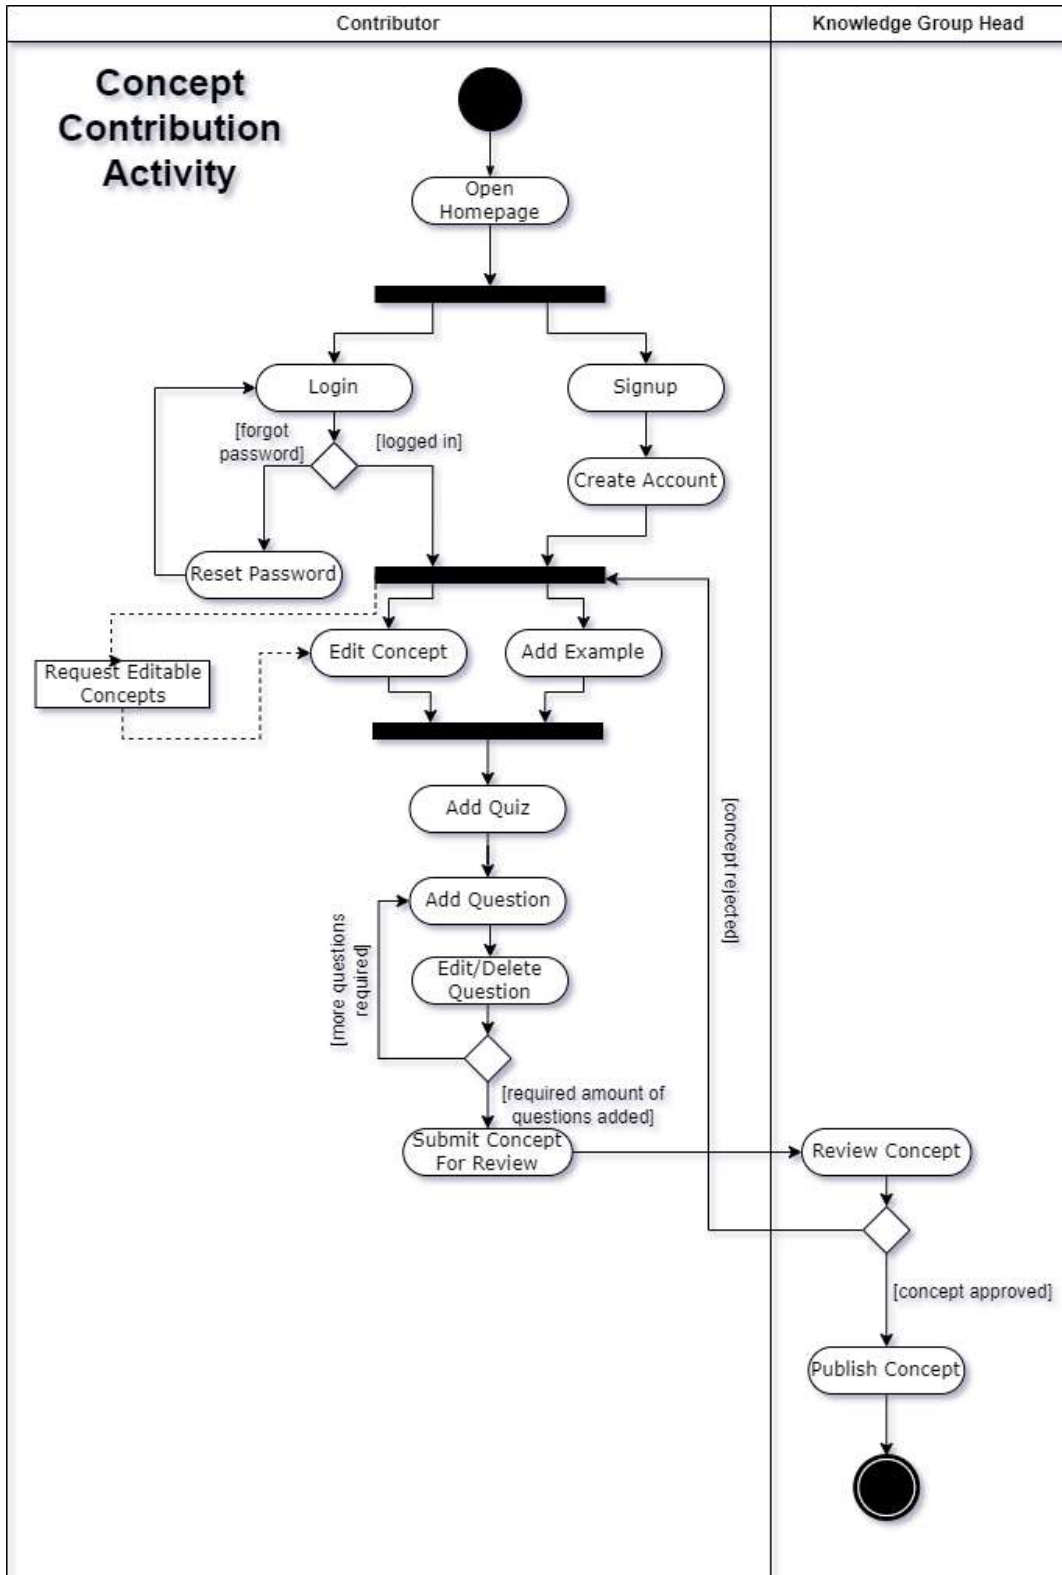 Contributor
Knowledge Group Head
Concept
Contribution
Activity
Open
Homepage
Login
Signup
[forgot
password]
[logged in]
Create Account
Reset Password
Edit Concept
Add Example
Request Editable
Concepts
Add Quiz
[concept rejected]
Add Question
[more questions
required]
Edit/Delete
Question
[required amount of
questions added]
Submit Concept
For Review
Review Concept
[concept approved]
Publish Concept